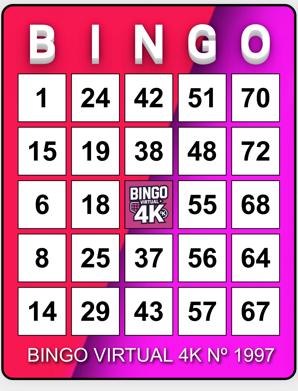 B I N G O
1 24 42 51 70
15 19 38 48 72
6 18 BINGO VIRTUAL 4K 55 68
8 25 37 56 64
14 29 43 57 67
BINGO VIRTUAL 4K Nº 1997